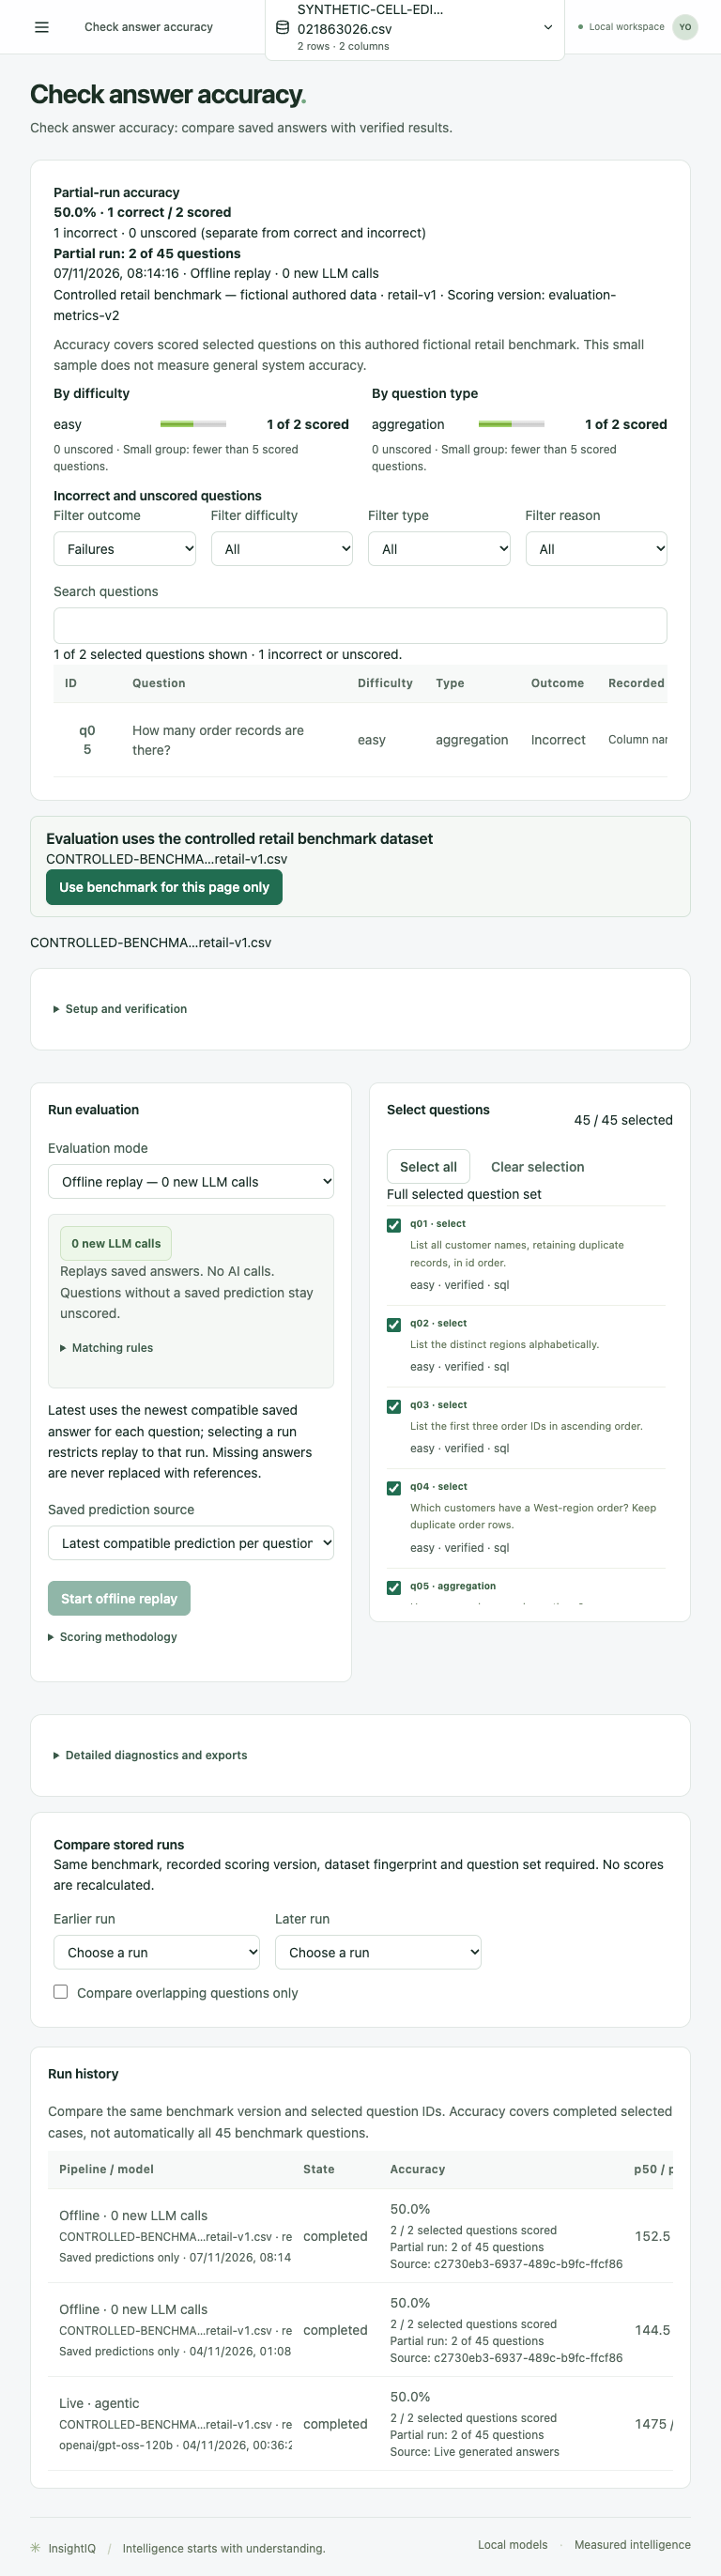 Check answer accuracy
SYNTHETIC-CELL-EDI...
021863026.csv
2 rows · 2 columns
Local workspace
YO
Check answer accuracy.
Check answer accuracy: compare saved answers with verified results.
Partial-run accuracy
50.0% · 1 correct / 2 scored
1 incorrect · 0 unscored (separate from correct and incorrect)
Partial run: 2 of 45 questions
07/11/2026, 08:14:16 · Offline replay · 0 new LLM calls
Controlled retail benchmark — fictional authored data · retail-v1 · Scoring version: evaluation-
metrics-v2
Accuracy covers scored selected questions on this authored fictional retail benchmark. This small
sample does not measure general system accuracy.
By difficulty
easy 1 of 2 scored
0 unscored · Small group: fewer than 5 scored
questions.
By question type
aggregation 1 of 2 scored
0 unscored · Small group: fewer than 5 scored
questions.
Incorrect and unscored questions
Filter outcome Filter difficulty Filter type Filter reason
Failures All All All
Search questions
1 of 2 selected questions shown · 1 incorrect or unscored.
ID Question Difficulty Type Outcome Recorded
q0
5
How many order records are
there?
easy aggregation Incorrect Column nar
Evaluation uses the controlled retail benchmark dataset
CONTROLLED-BENCHMA...retail-v1.csv
Use benchmark for this page only
CONTROLLED-BENCHMA...retail-v1.csv
Setup and verification
Run evaluation
Evaluation mode
Offline replay — 0 new LLM calls
0 new LLM calls
Replays saved answers. No AI calls.
Questions without a saved prediction stay
unscored.
Matching rules
Latest uses the newest compatible saved
answer for each question; selecting a run
restricts replay to that run. Missing answers
are never replaced with references.
Saved prediction source
Latest compatible prediction per question
Start offline replay
Scoring methodology
Select questions
45 / 45 selected
Select all Clear selection
Full selected question set
q01 · select
List all customer names, retaining duplicate
records, in id order.
easy · verified · sql
q02 · select
List the distinct regions alphabetically.
easy · verified · sql
q03 · select
List the first three order IDs in ascending order.
easy · verified · sql
q04 · select
Which customers have a West-region order? Keep
duplicate order rows.
easy · verified · sql
q05 · aggregation
Detailed diagnostics and exports
Compare stored runs
Same benchmark, recorded scoring version, dataset fingerprint and question set required. No scores
are recalculated.
Earlier run Later run
Choose a run Choose a run
Compare overlapping questions only
Run history
Compare the same benchmark version and selected question IDs. Accuracy covers completed selected
cases, not automatically all 45 benchmark questions.
Pipeline / model State Accuracy p50 / p
Offline · 0 new LLM calls
CONTROLLED-BENCHMA...retail-v1.csv · re
Saved predictions only · 07/11/2026, 08:14
completed
50.0%
2 / 2 selected questions scored
Partial run: 2 of 45 questions
Source: c2730eb3-6937-489c-b9fc-ffcf86
152.5
Offline · 0 new LLM calls
CONTROLLED-BENCHMA...retail-v1.csv · re
Saved predictions only · 04/11/2026, 01:08
completed
50.0%
2 / 2 selected questions scored
Partial run: 2 of 45 questions
Source: c2730eb3-6937-489c-b9fc-ffcf86
144.5
Live · agentic
CONTROLLED-BENCHMA...retail-v1.csv · re
openai/gpt-oss-120b · 04/11/2026, 00:36:2
completed
50.0%
2 / 2 selected questions scored
Partial run: 2 of 45 questions
Source: Live generated answers
1475 /
InsightIQ / Intelligence starts with understanding.
Local models · Measured intelligence